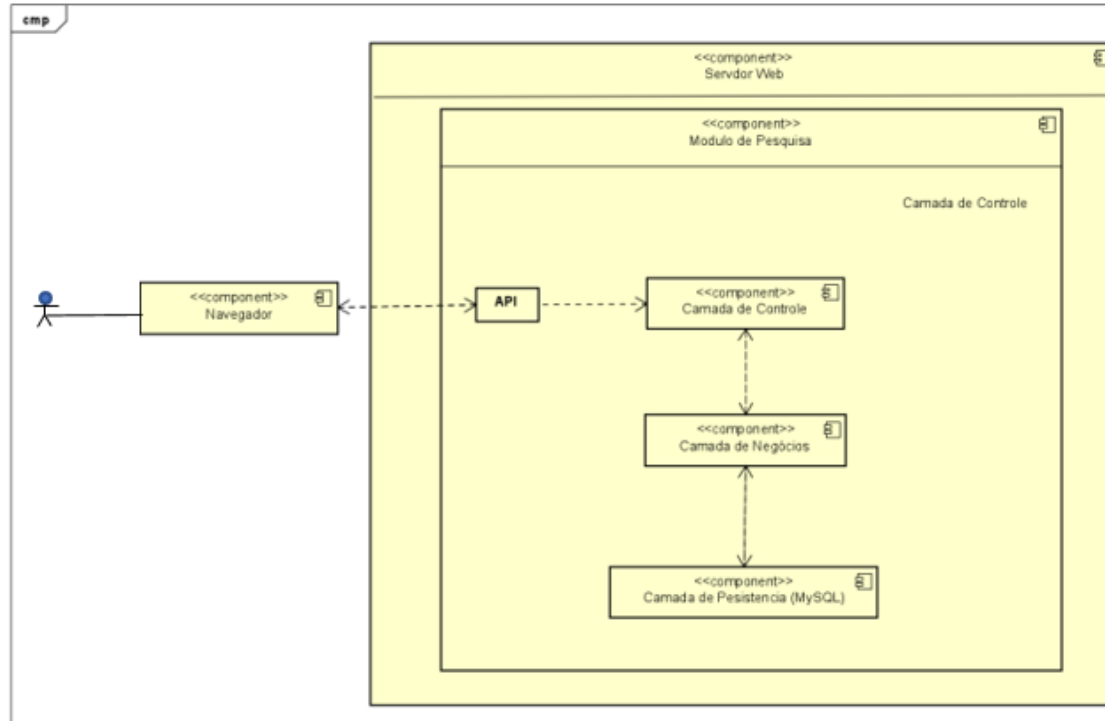 cmp
<<component>>
Servdor Web
<<component>>
Modulo de Pesquisa
Camada de Controle
<<component>>
Navegador
API
<<component>>
Camada de Controle
<<component>>
Camada de Negócios
<<component>>
Camada de Pesistencia (MySQL)